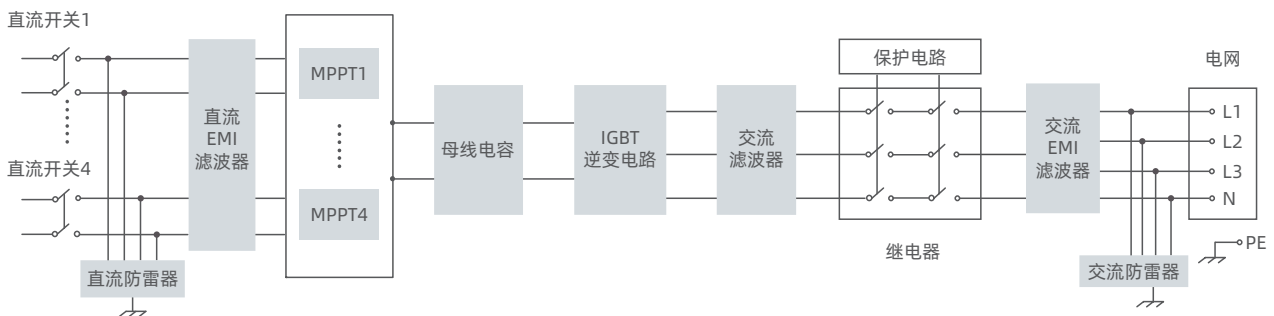 直流开关1
直流开关4
直流
EMI
滤波器
直流防雷器
MPPT1
MPPT4
母线电容
IGBT
逆变电路
交流
滤波器
保护电路
继电器
交流
EMI
滤波器
交流防雷器
电网
L1
L2
L3
N
PE